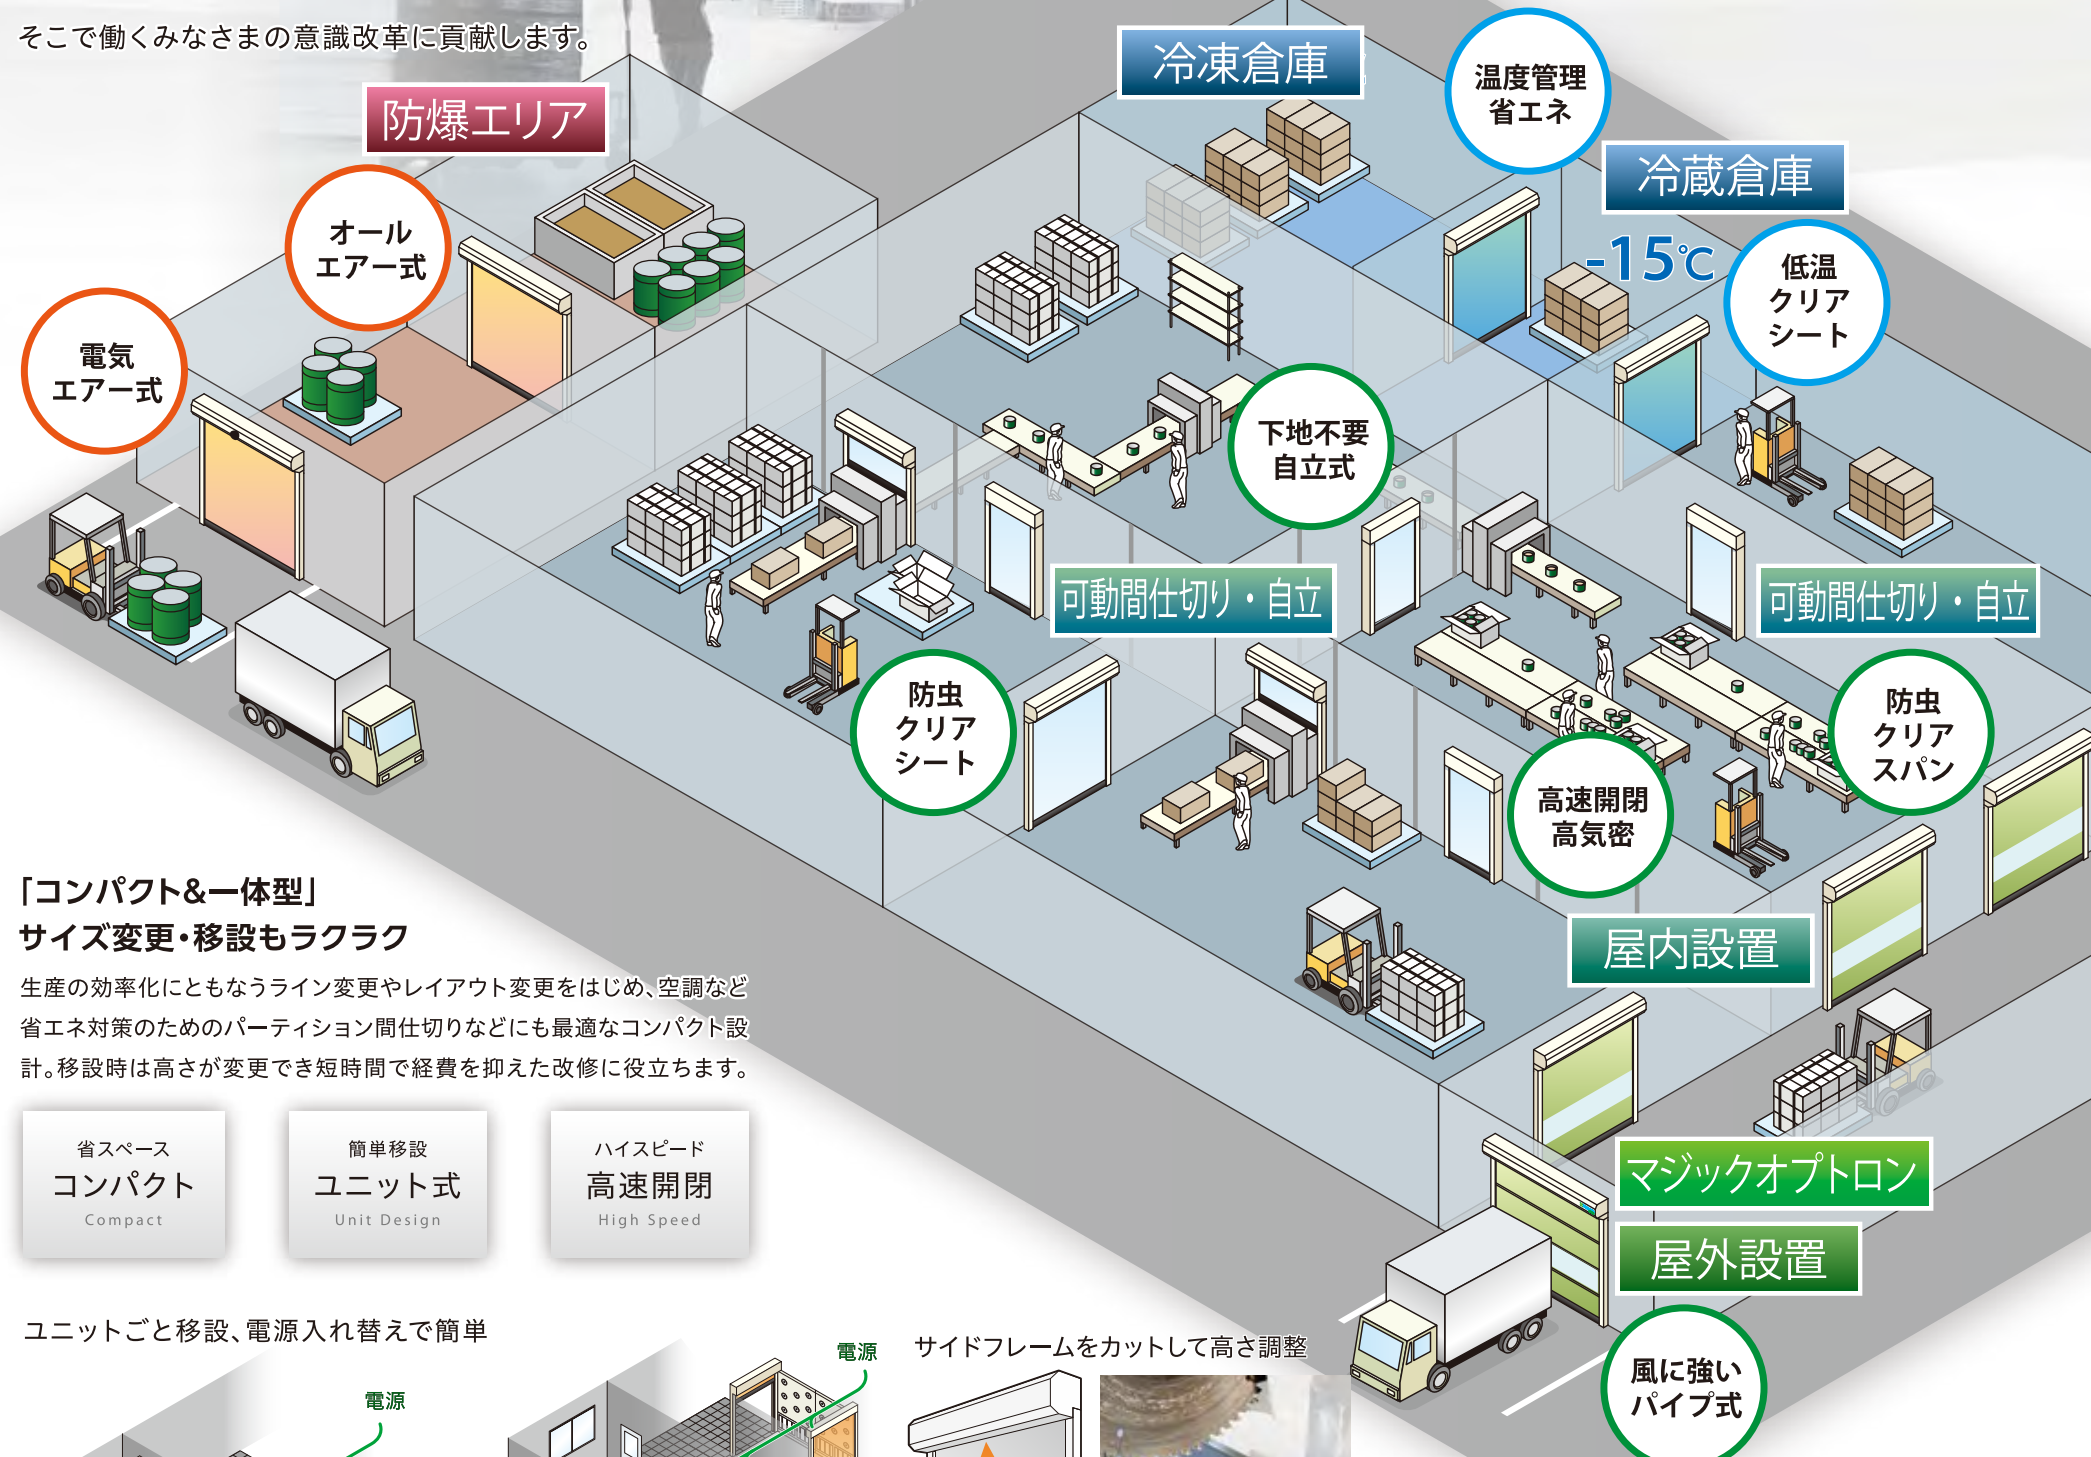 そこで働くみなさまの意識改革に貢献します。
冷凍倉庫
温度管理
省エネ
防爆エリア
冷蔵倉庫
オール
エアー式
-15℃
低温
クリア
シート
電気
エアー式
下地不要
自立式
可動間仕切り・自立
可動間仕切り・自立
防虫
クリア
シート
防虫
クリア
スパン
高速開閉
高気密
「コンパクト&一体型」
サイズ変更・移設もラクラク
屋内設置
生産の効率化にともなうライン変更やレイアウト変更をはじめ、空調など
省エネ対策のためのパーティション間仕切りなどにも最適なコンパクト設
計。移設時は高さが変更でき短時間で経費を抑えた改修に役立ちます。
省スペース
コンパクト
Compact
簡単移設
ユニット式
Unit Design
ハイスピード
高速開閉
High Speed
マジックオプトロン
屋外設置
風に強い
パイプ式
ユニットごと移設、電源入れ替えで簡単
電源
電源
サイドフレームをカットして高さ調整